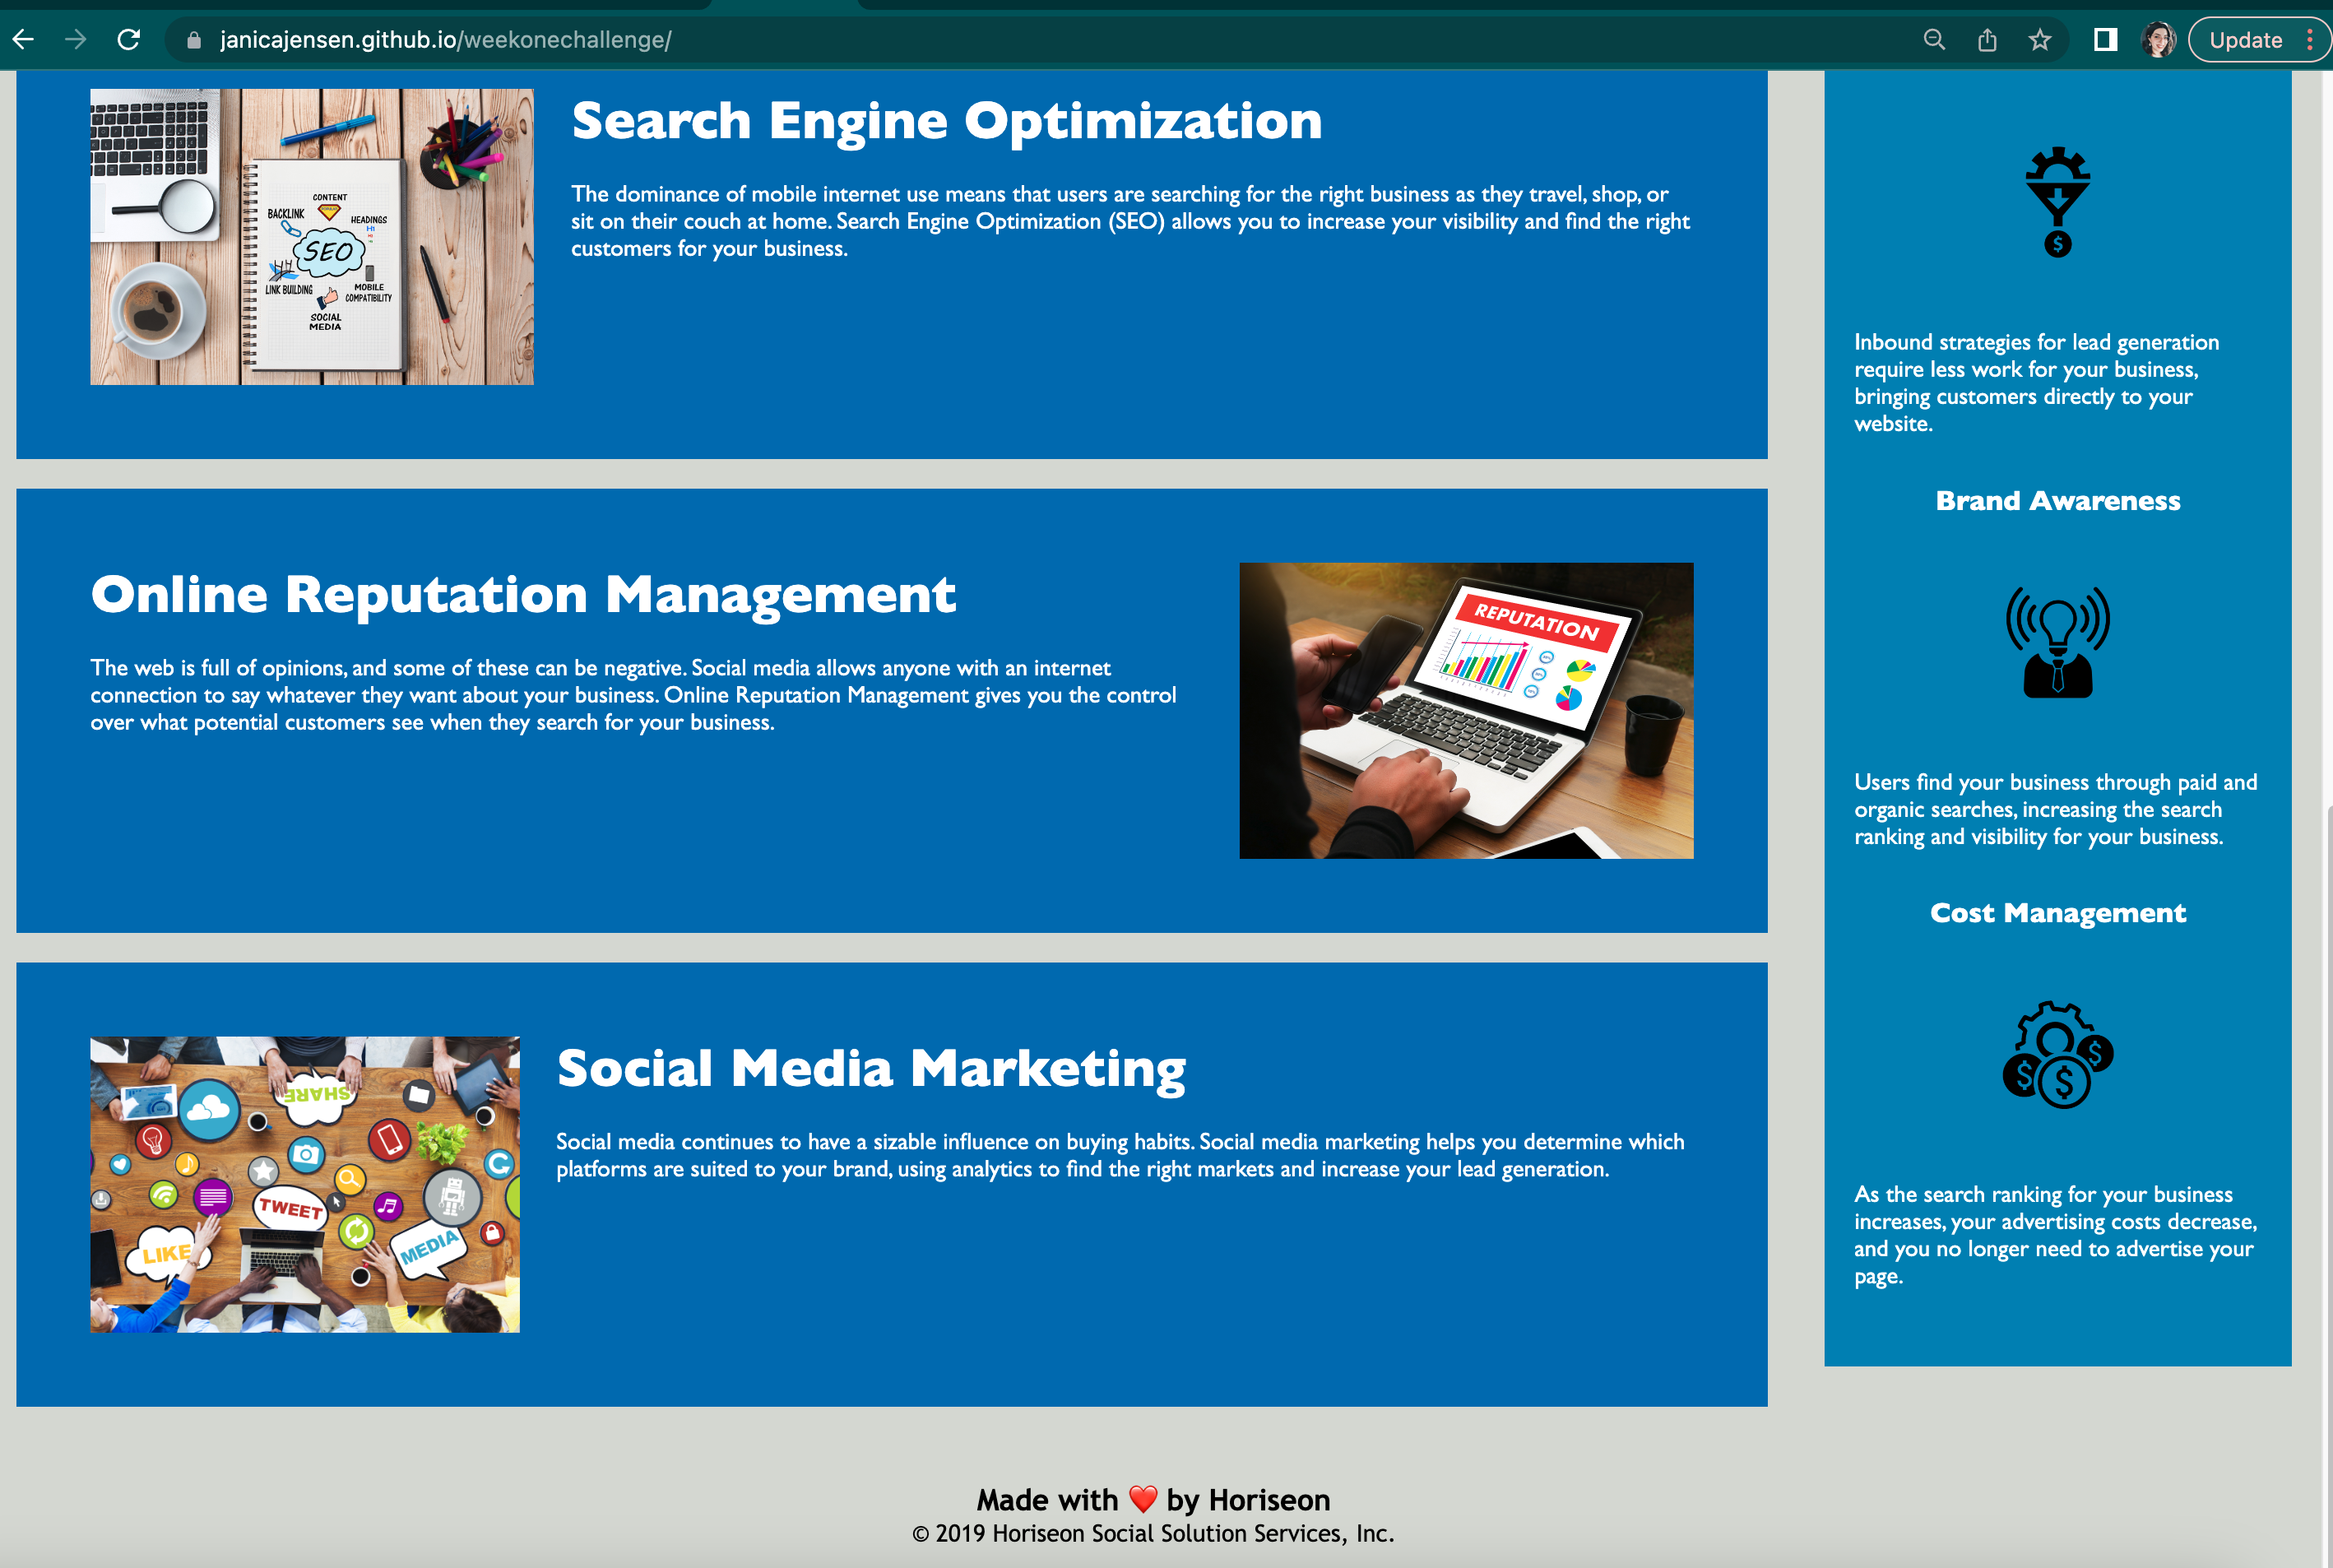 janicajensen.github.io/weekonechallenge/
Update
CONTENT
BACKLINK
HEADINGS
H1
SEO
LINK BUILDING
MOBILE
COMPATIBILITY
SOCIAL
MEDIA
Search Engine Optimization
The dominance of mobile internet use means that users are searching for the right business as they travel, shop, or
sit on their couch at home. Search Engine Optimization (SEO) allows you to increase your visibility and find the right
customers for your business.
Online Reputation Management
The web is full of opinions, and some of these can be negative. Social media allows anyone with an internet
connection to say whatever they want about your business. Online Reputation Management gives you the control
over what potential customers see when they search for your business.
REPUTATION
SHARE
TWEET
LIKE
MEDIA
Social Media Marketing
Social media continues to have a sizable influence on buying habits. Social media marketing helps you determine which
platforms are suited to your brand, using analytics to find the right markets and increase your lead generation.
$
Inbound strategies for lead generation
require less work for your business,
bringing customers directly to your
website.
Brand Awareness
Users find your business through paid and
organic searches, increasing the search
ranking and visibility for your business.
Cost Management
$ $ $
As the search ranking for your business
increases, your advertising costs decrease,
and you no longer need to advertise your
page.
Made with ❤️ by Horiseon
© 2019 Horiseon Social Solution Services, Inc.